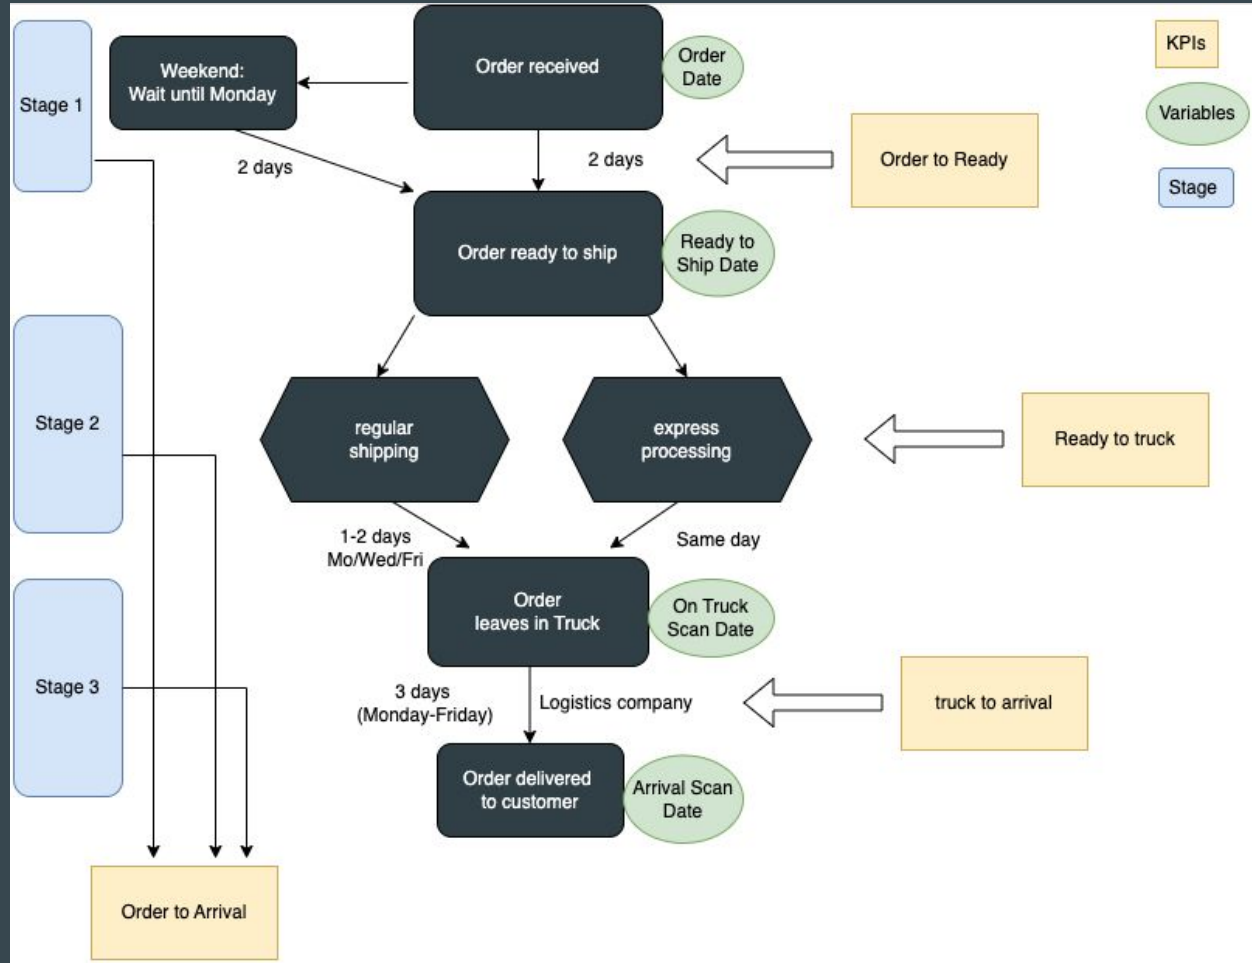 Stage 1
Weekend:
Wait until Monday
Order received
Order
Date
KPIs
Variables
Stage
2 days
2 days
Order to Ready
Order ready to ship
Ready to
Ship Date
Stage 2
regular
shipping
express
processing
Ready to truck
1-2 days
Mo/Wed/Fri
Same day
Order
leaves in Truck
On Truck
Scan Date
Stage 3
3 days
(Monday-Friday)
Logistics company
truck to arrival
Order delivered
to customer
Arrival Scan
Date
Order to Arrival